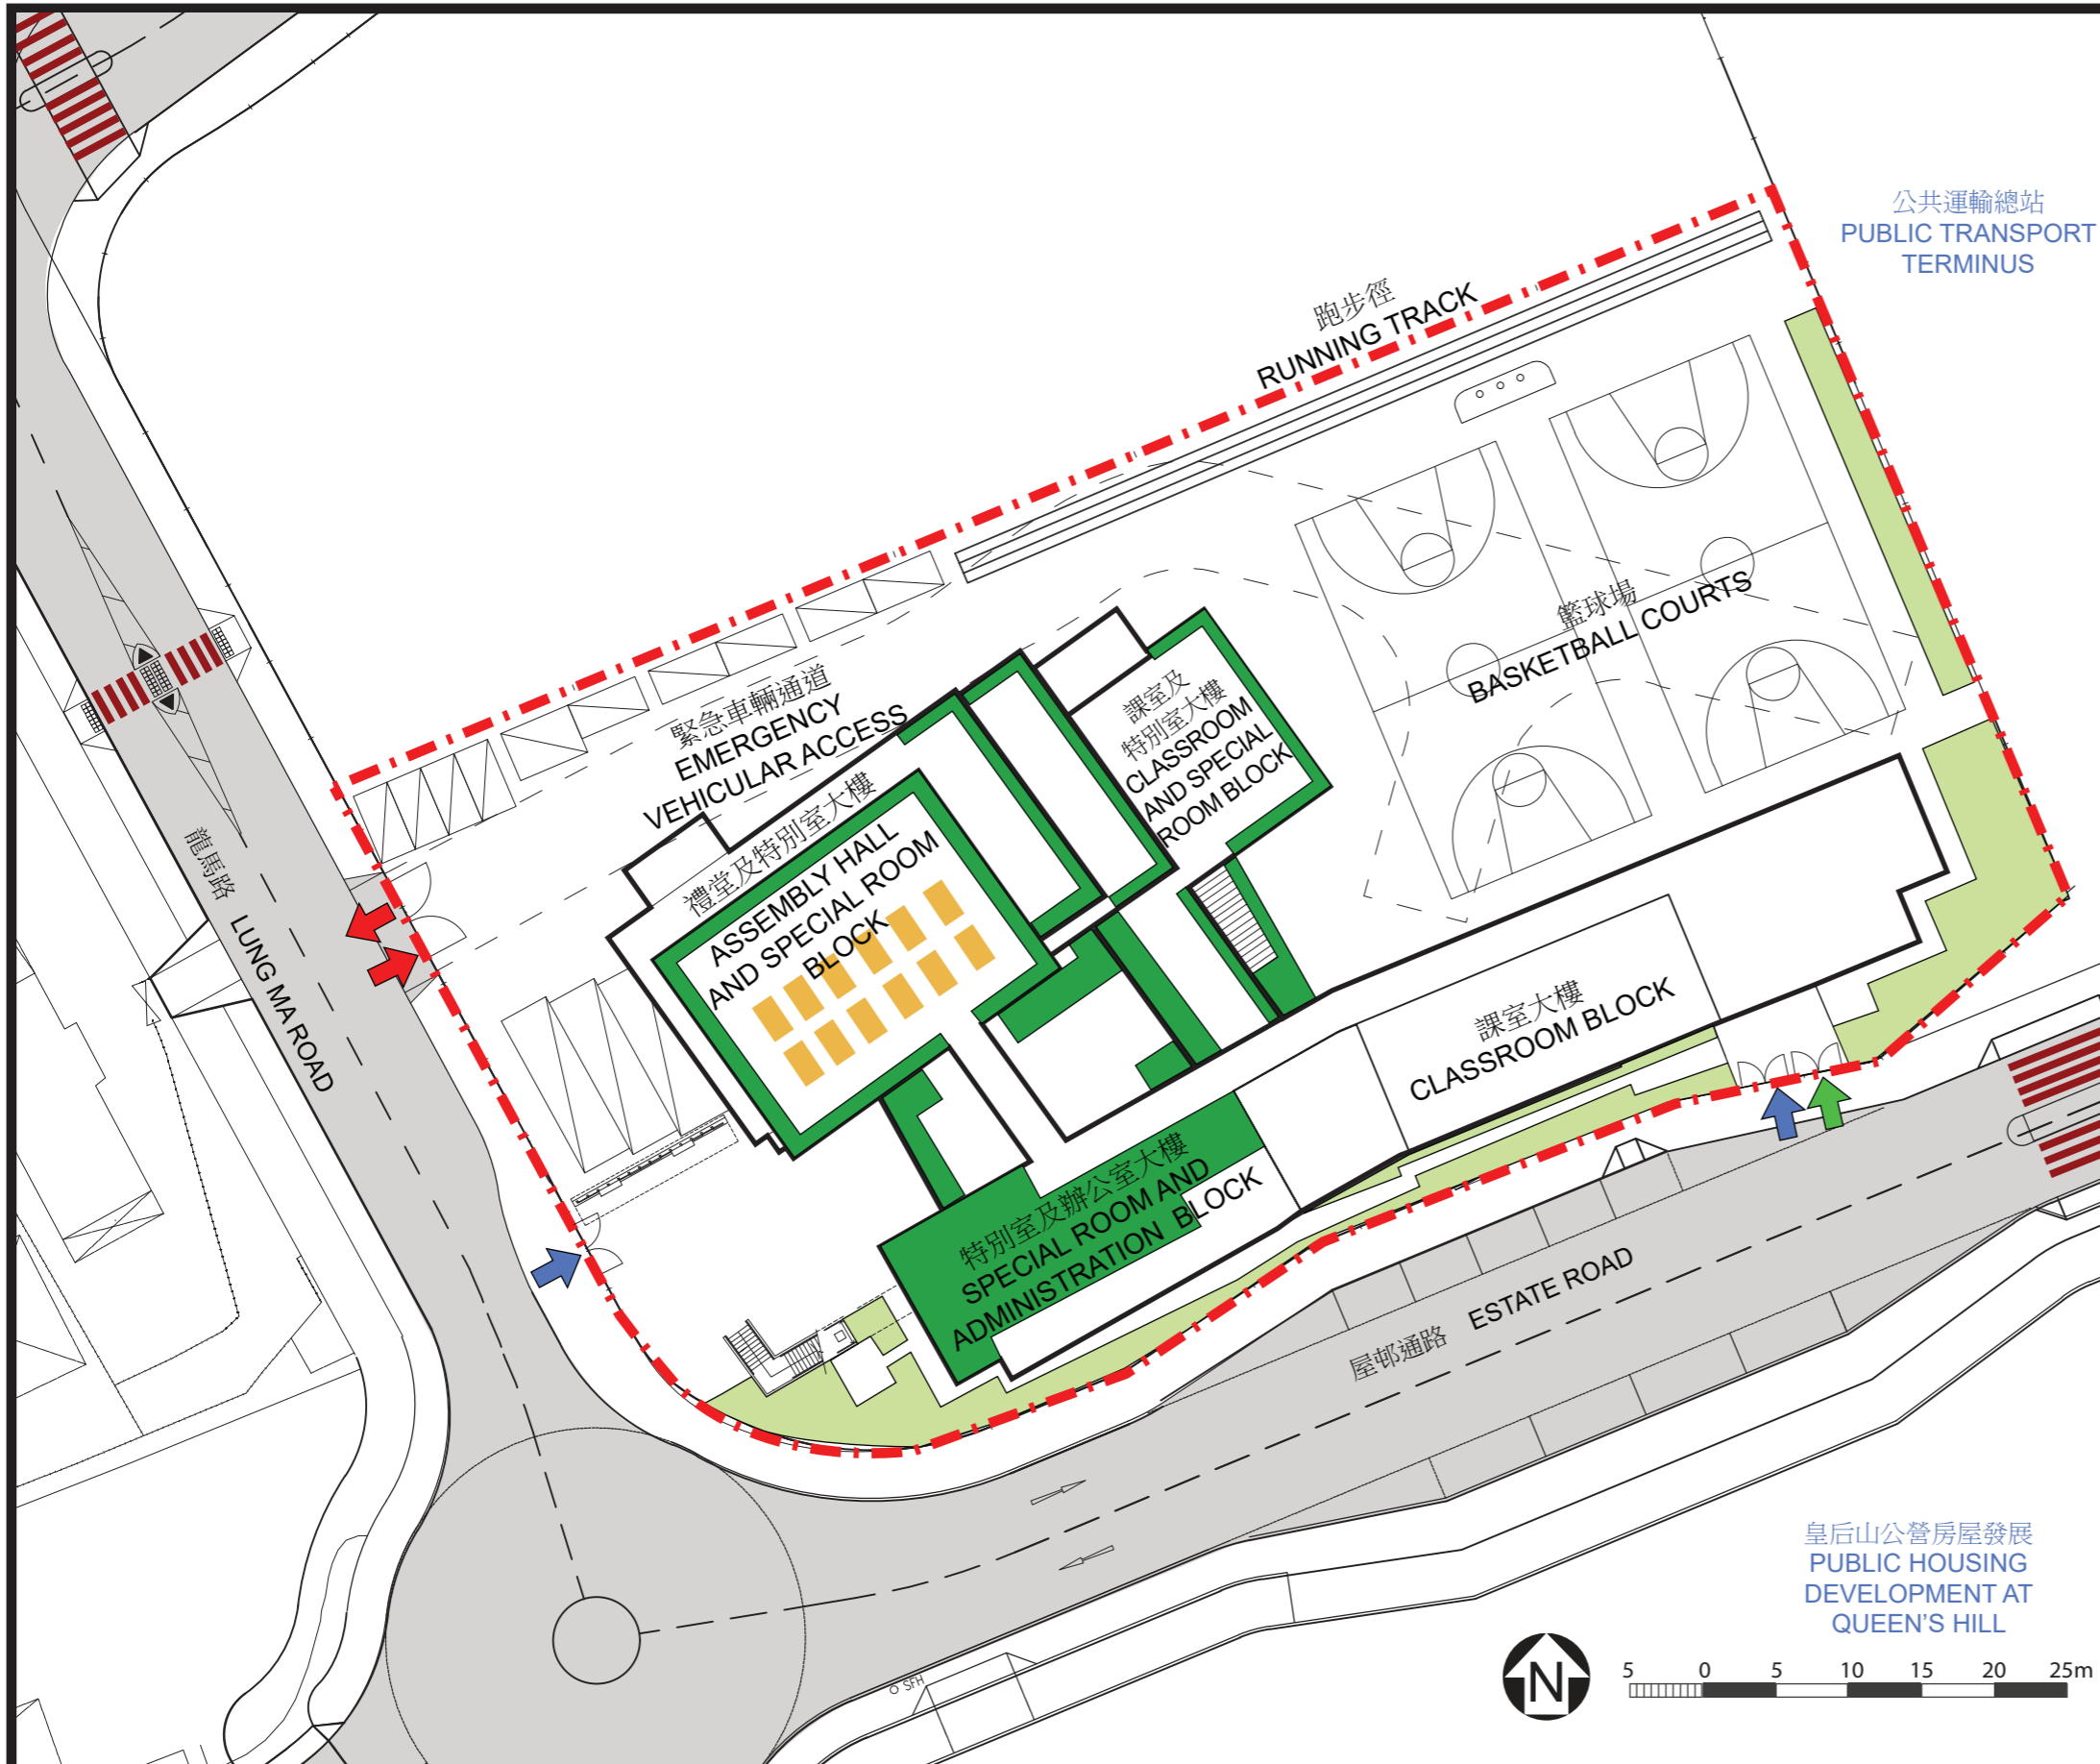 公共運輸總站
PUBLIC TRANSPORT
TERMINUS
跑步徑
RUNNING TRACK
籃球場
BASKETBALL COURTS
緊急車輛通道
EMERGENCY
VEHICULAR ACCESS
課室及
特別室大樓
CLASSROOM
AND SPECIAL
ROOM BLOCK
禮堂及特別室大樓
ASSEMBLY HALL
AND SPECIAL ROOM
BLOCK
龍馬路 LUNG MA ROAD
課室大樓
CLASSROOM BLOCK
特別室及辦公室大樓
SPECIAL ROOM AND
ADMINISTRATION BLOCK
屋邨通路 ESTATE ROAD
皇后山公營房屋發展
PUBLIC HOUSING
DEVELOPMENT AT
QUEEN'S HILL
SFH
N
5 0 5 10 15 20 25m